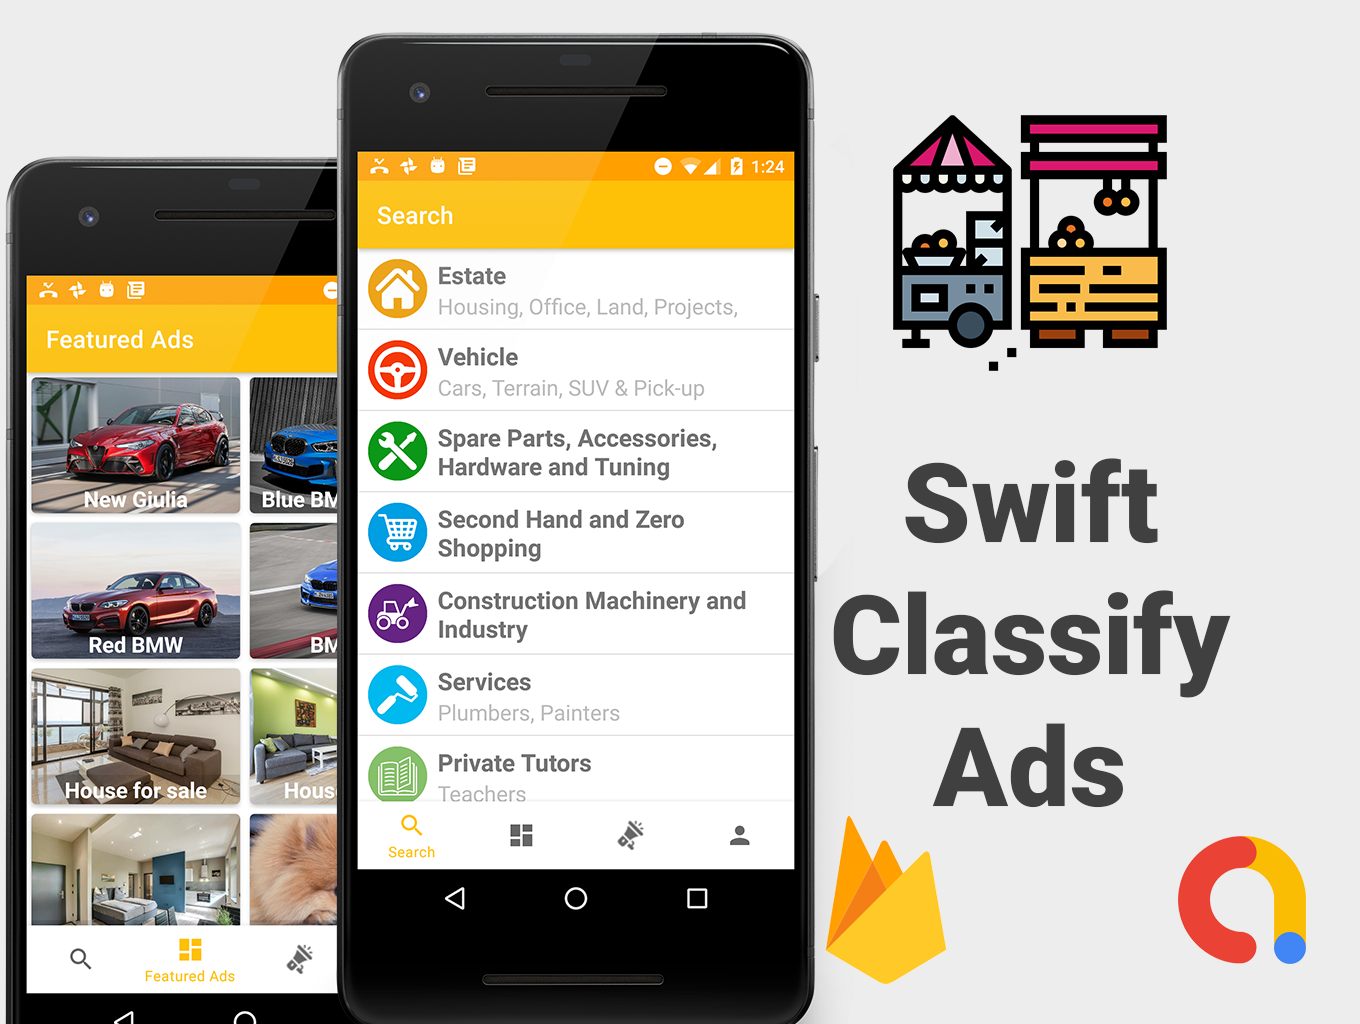 Featured Ads
New Giulia
Blue BM
Red BMW
BM
House for sale
Hous
Featured Ads
1:24
Search
Estate
Housing, Office, Land, Projects,
Vehicle
Cars, Terrain, SUV & Pick-up
Spare Parts, Accessories,
Hardware and Tuning
Second Hand and Zero
Shopping
Construction Machinery and
Industry
Services
Plumbers, Painters
Private Tutors
Teachers
Search
Swift
Classify
Ads